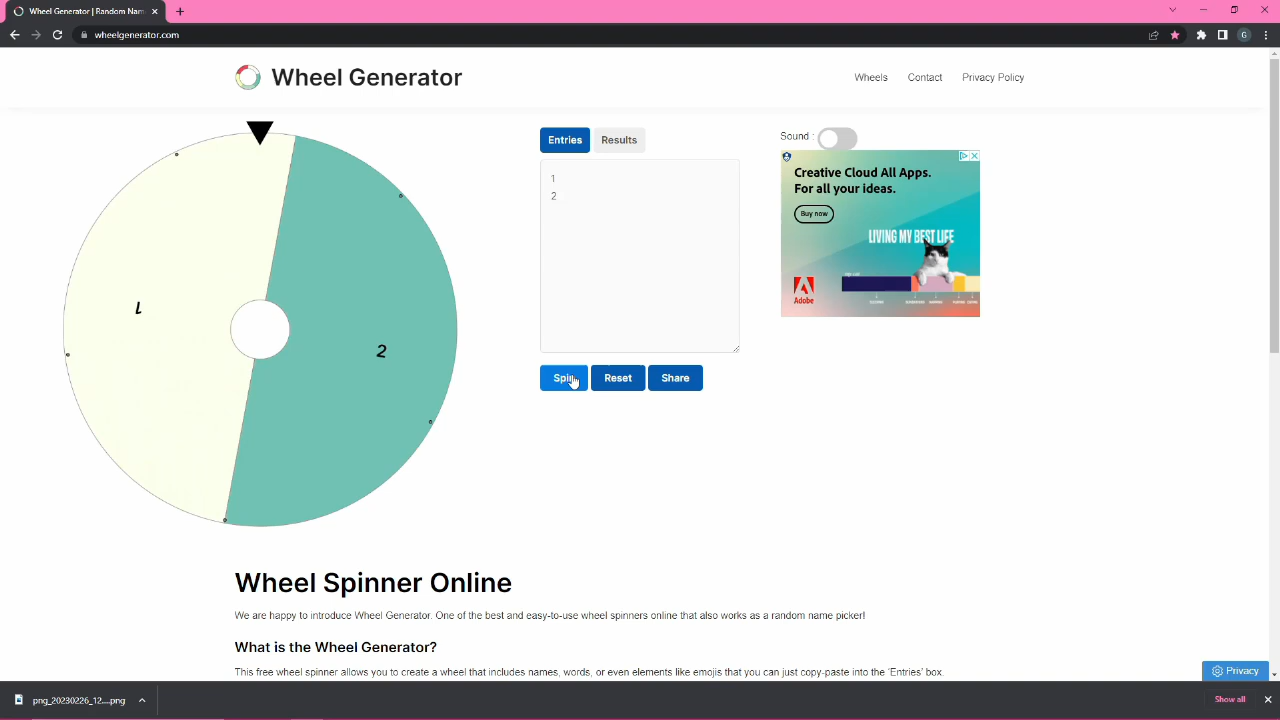 Wheel Generator | Random Nam
wheelgenerator.com
G
Wheel Generator
Wheels Contact Privacy Policy
Entries Results
Sound :
1
2
Creative Cloud All Apps.
For all your ideas.
Buy now
LIVING MY BEST LIFE
Adobe
1
2
Spin Reset Share
Wheel Spinner Online
We are happy to introduce Wheel Generator. One of the best and easy-to-use wheel spinners online that also works as a random name picker!
What is the Wheel Generator?
This free wheel spinner allows you to create a wheel that includes names, words, or even elements like emojis that you can just copy-paste into the 'Entries' box.
Privacy
png_20230226_12....png
Show all